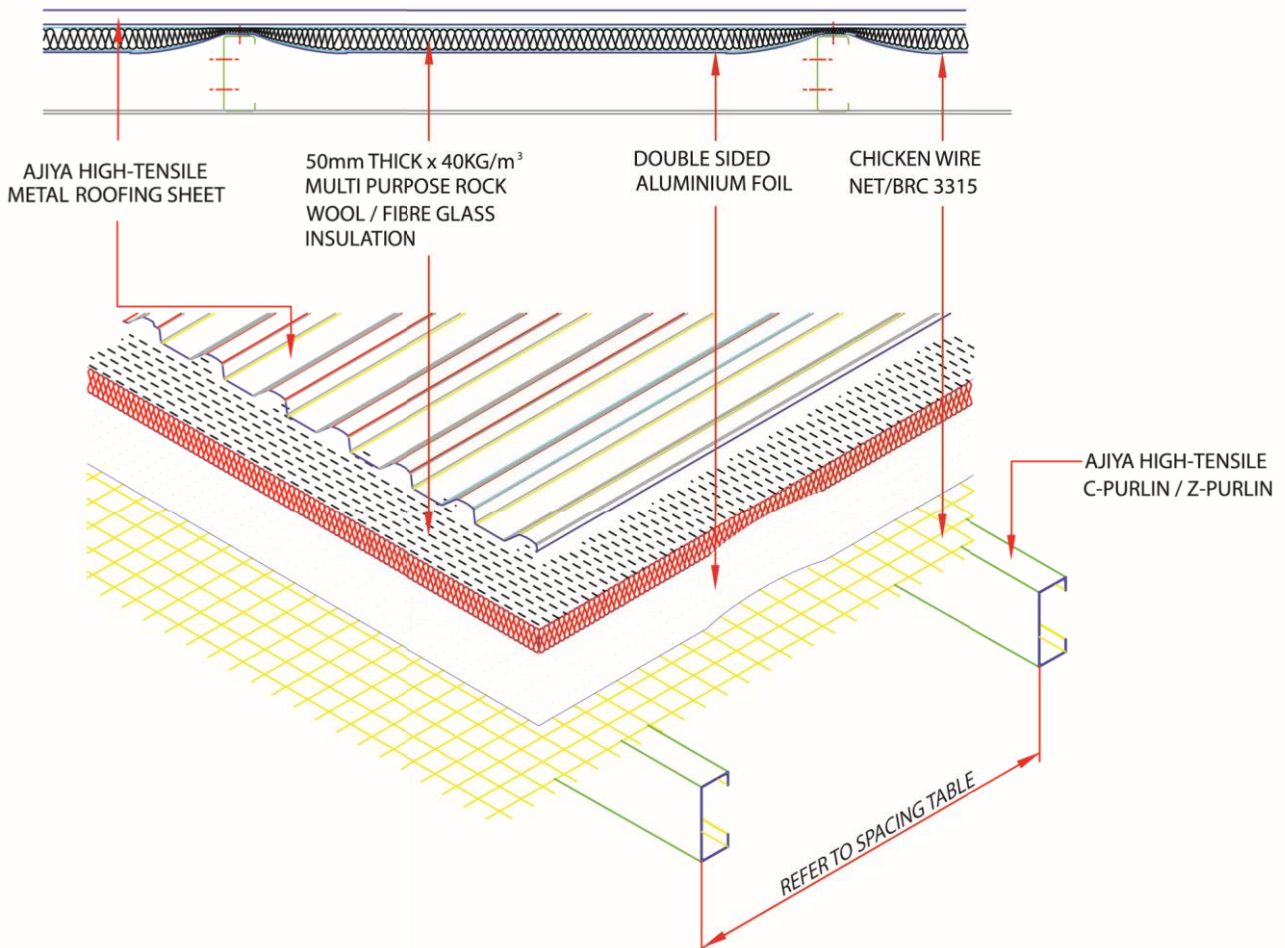 AJIYA HIGH-TENSILE
METAL ROOFING SHEET
50mm THICK x 40KG/m³
MULTI PURPOSE ROCK
WOOL / FIBRE GLASS
INSULATION
DOUBLE SIDED
ALUMINIUM FOIL
CHICKEN WIRE
NET/BRC 3315
AJIYA HIGH-TENSILE
C-PURLIN / Z-PURLIN
REFER TO SPACING TABLE